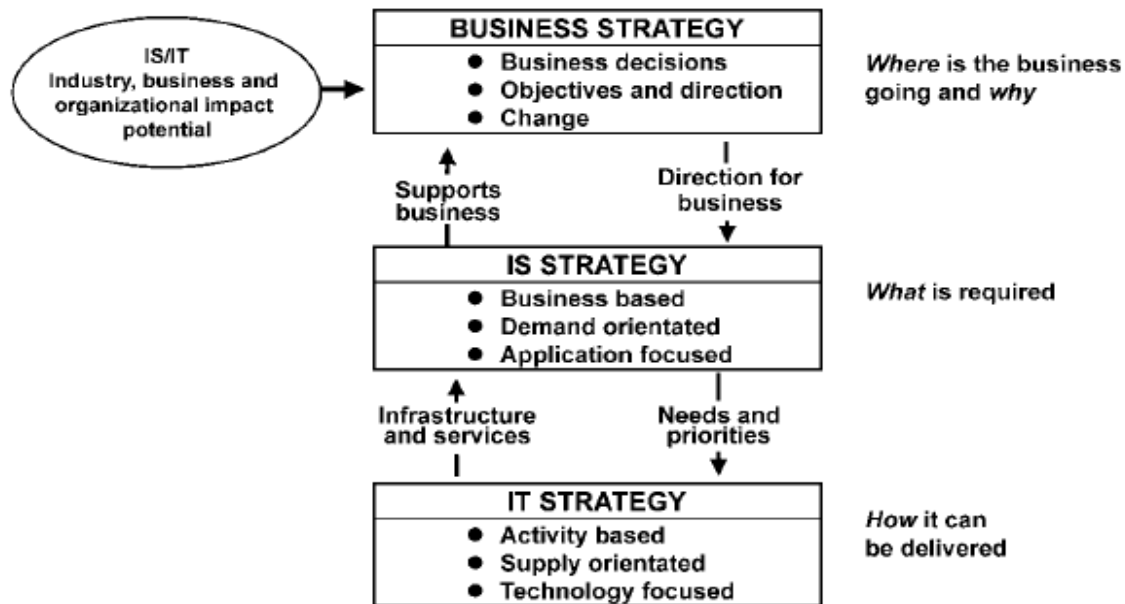 IS/IT
Industry, business and
organizational impact
potential
BUSINESS STRATEGY
● Business decisions
● Objectives and direction
● Change
Where is the business
going and why
Supports
business
Direction for
business
IS STRATEGY
● Business based
● Demand orientated
● Application focused
What is required
Infrastructure
and services
Needs and
priorities
IT STRATEGY
● Activity based
● Supply orientated
● Technology focused
How it can
be delivered